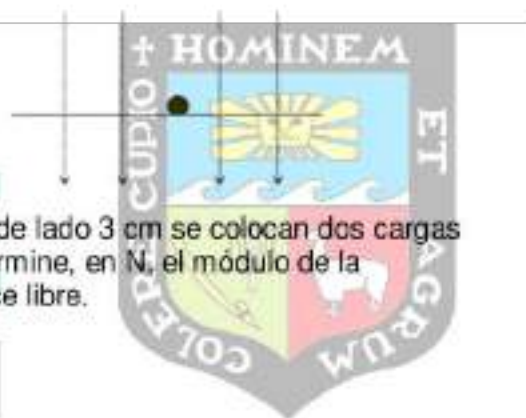 ✝ HOMINEM
CUPIO
ET
AGRUM
de lado 3 cm se colocan dos cargas
rmine, en N, el módulo de la
e libre.
COLERE